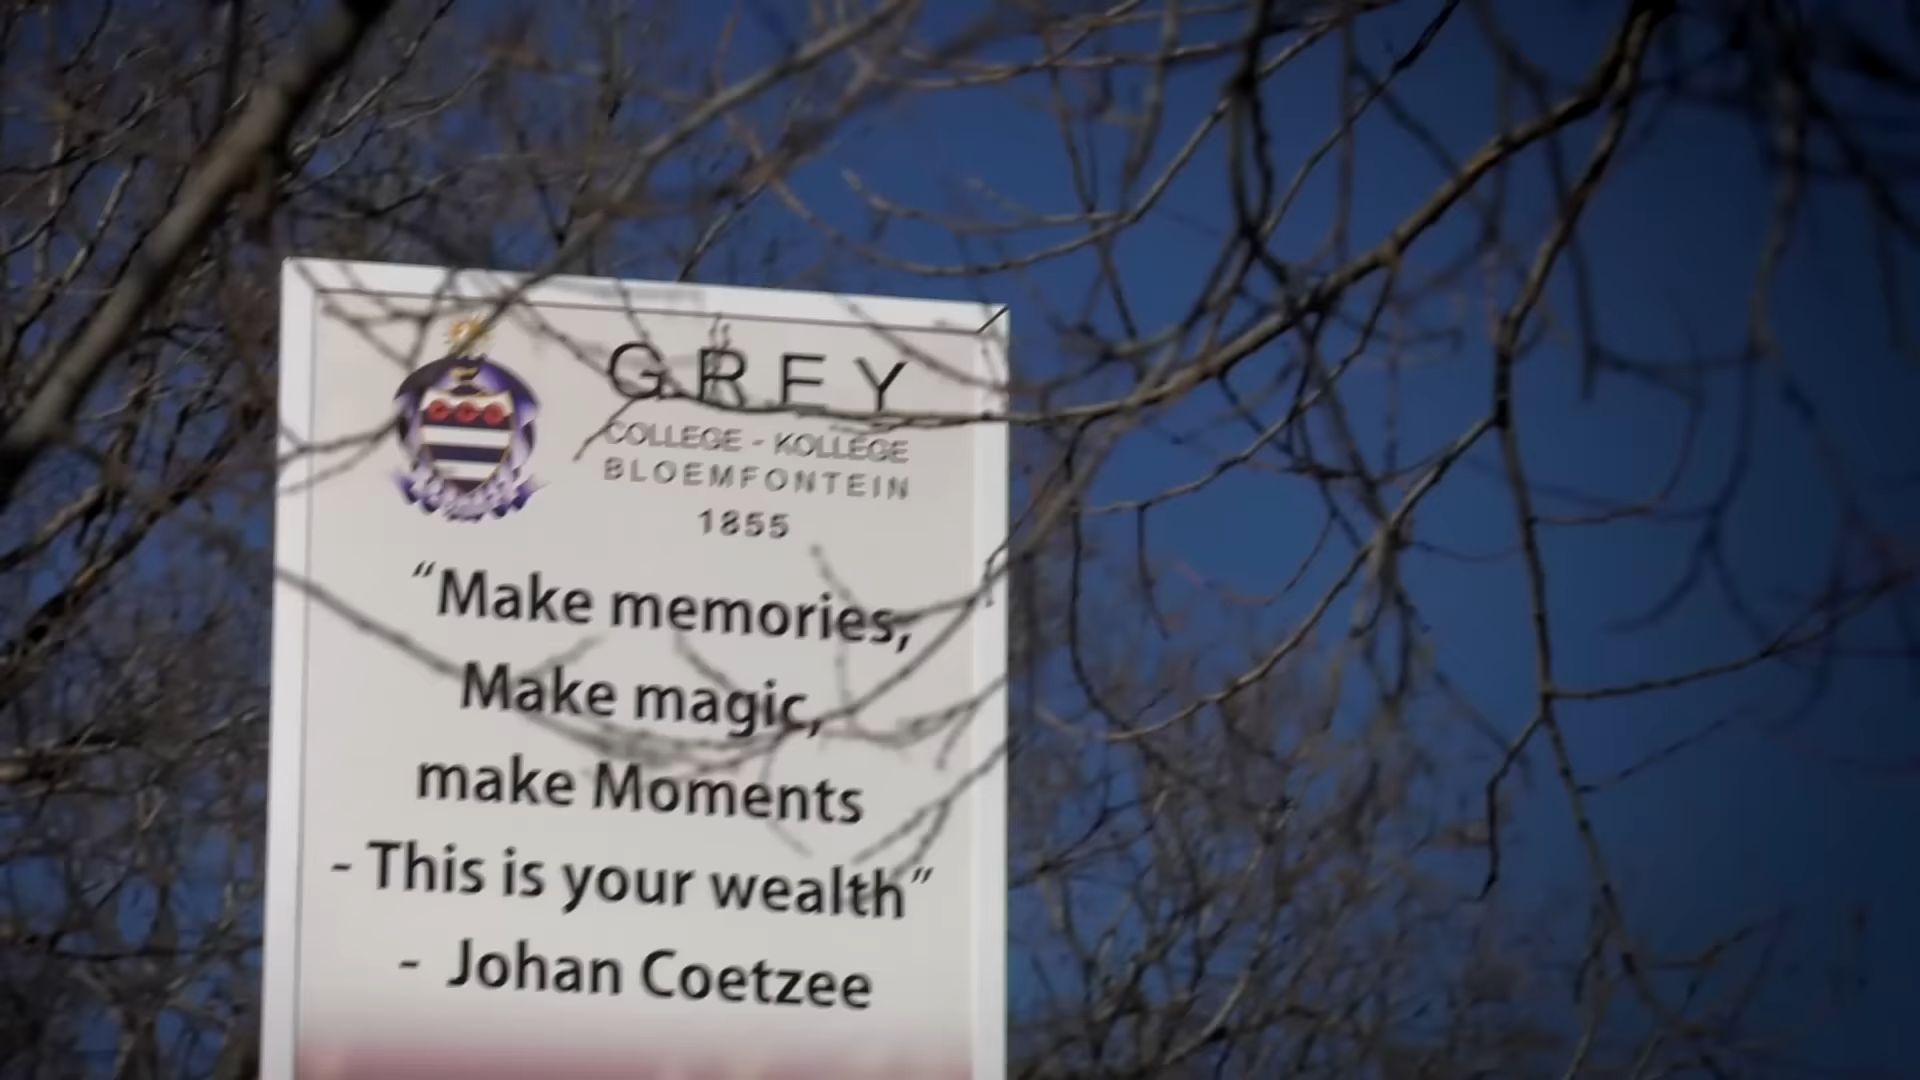 GREY
COLLEGE - KOLLEGE
BLOEMFONTEIN
1855
“Make memories,
Make magic,
make Moments
- This is your wealth”
- Johan Coetzee